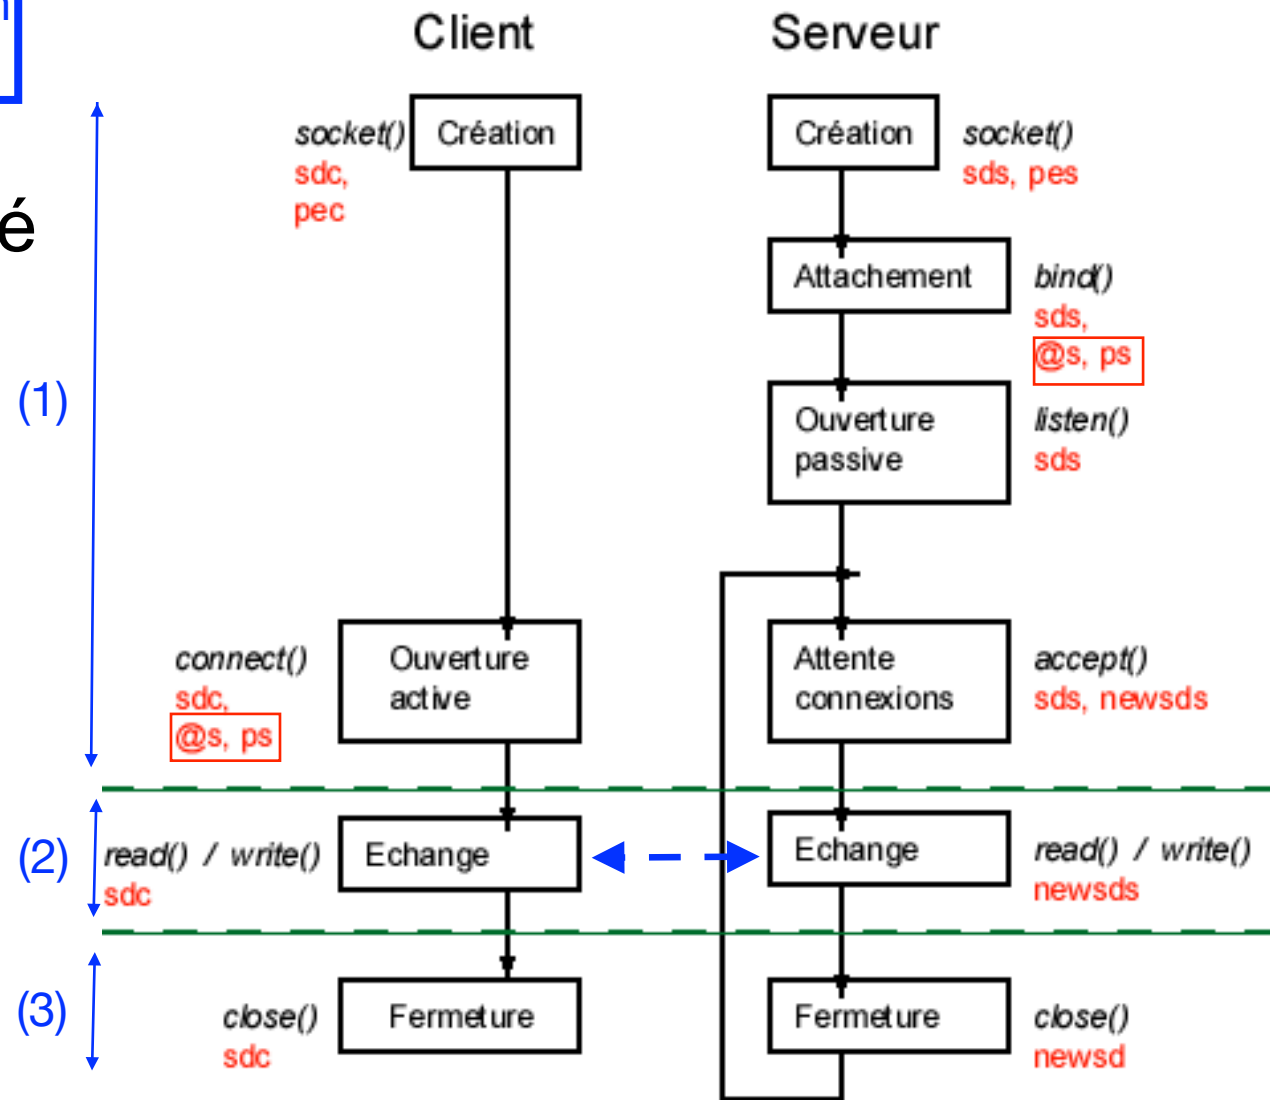 Client
Serveur
socket()
sdc,
pec
Création
Création
socket()
sds, pes
é
Attachement
bind()
sds,
@s, ps
(1)
Ouverture
passive
listen()
sds
connect()
sdc,
@s, ps
Ouverture
active
Attente
connexions
accept()
sds, newsds
(2)
read() / write()
sdc
Echange
Echange
read() / write()
newsds
(3)
close()
sdc
Fermeture
Fermeture
close()
newsd